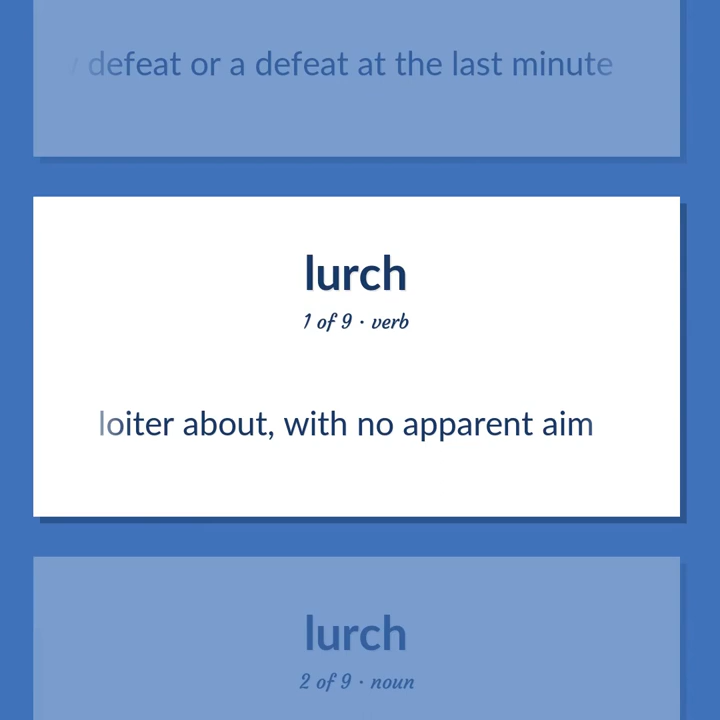 defeat or a defeat at the last minute
lurch
1 of 9 · verb
loiter about, with no apparent aim
lurch
2 of 9 · noun